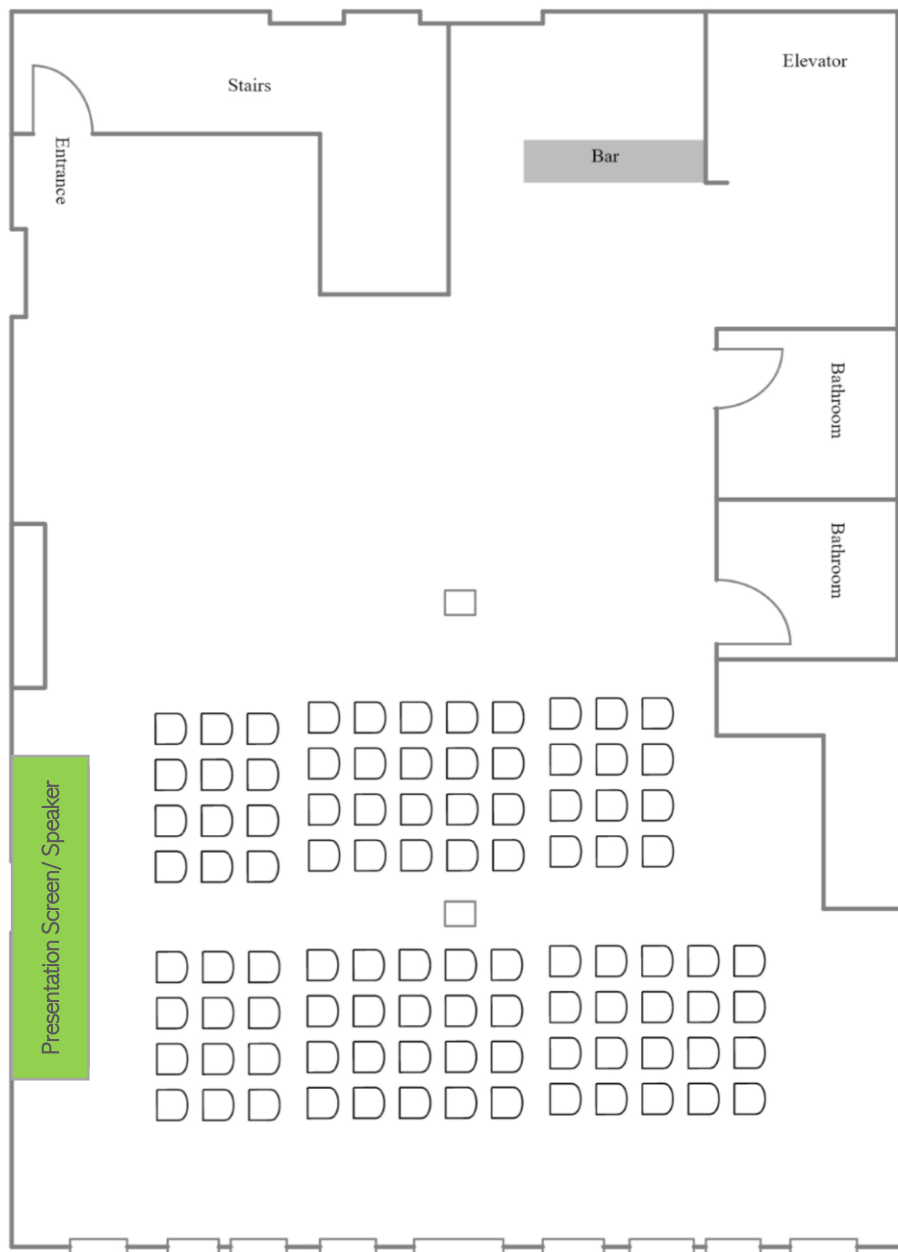 Elevator
Stairs
Bar
Entrance
Bathroom
Bathroom
Presentation Screen/ Speaker